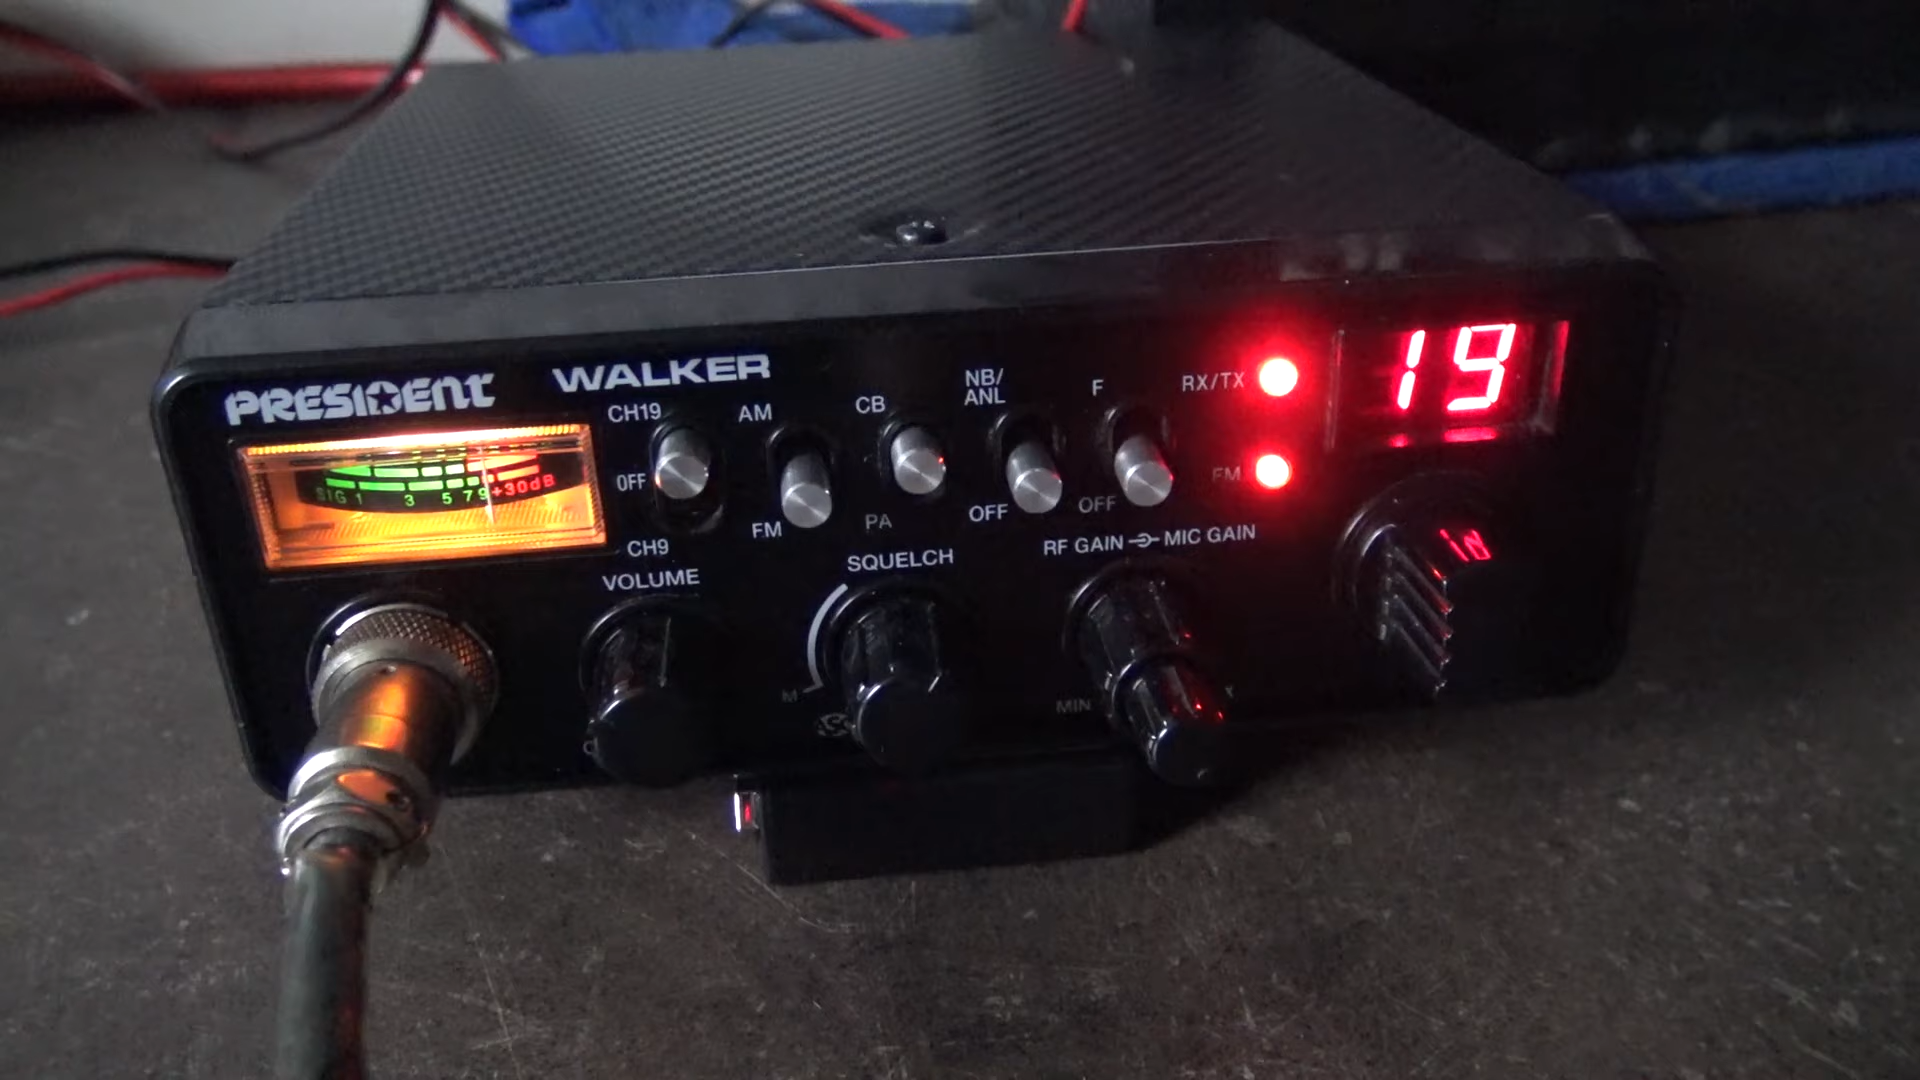 PRESIDENT WALKER
CH19
OFF
CH9
AM
FM
CB
PA
NB/
ANL
OFF
F
OFF
RX/TX
FM
19
SIG 1 3 5 7 9 +30dB
VOLUME
SQUELCH
RF GAIN MIC GAIN
MIN